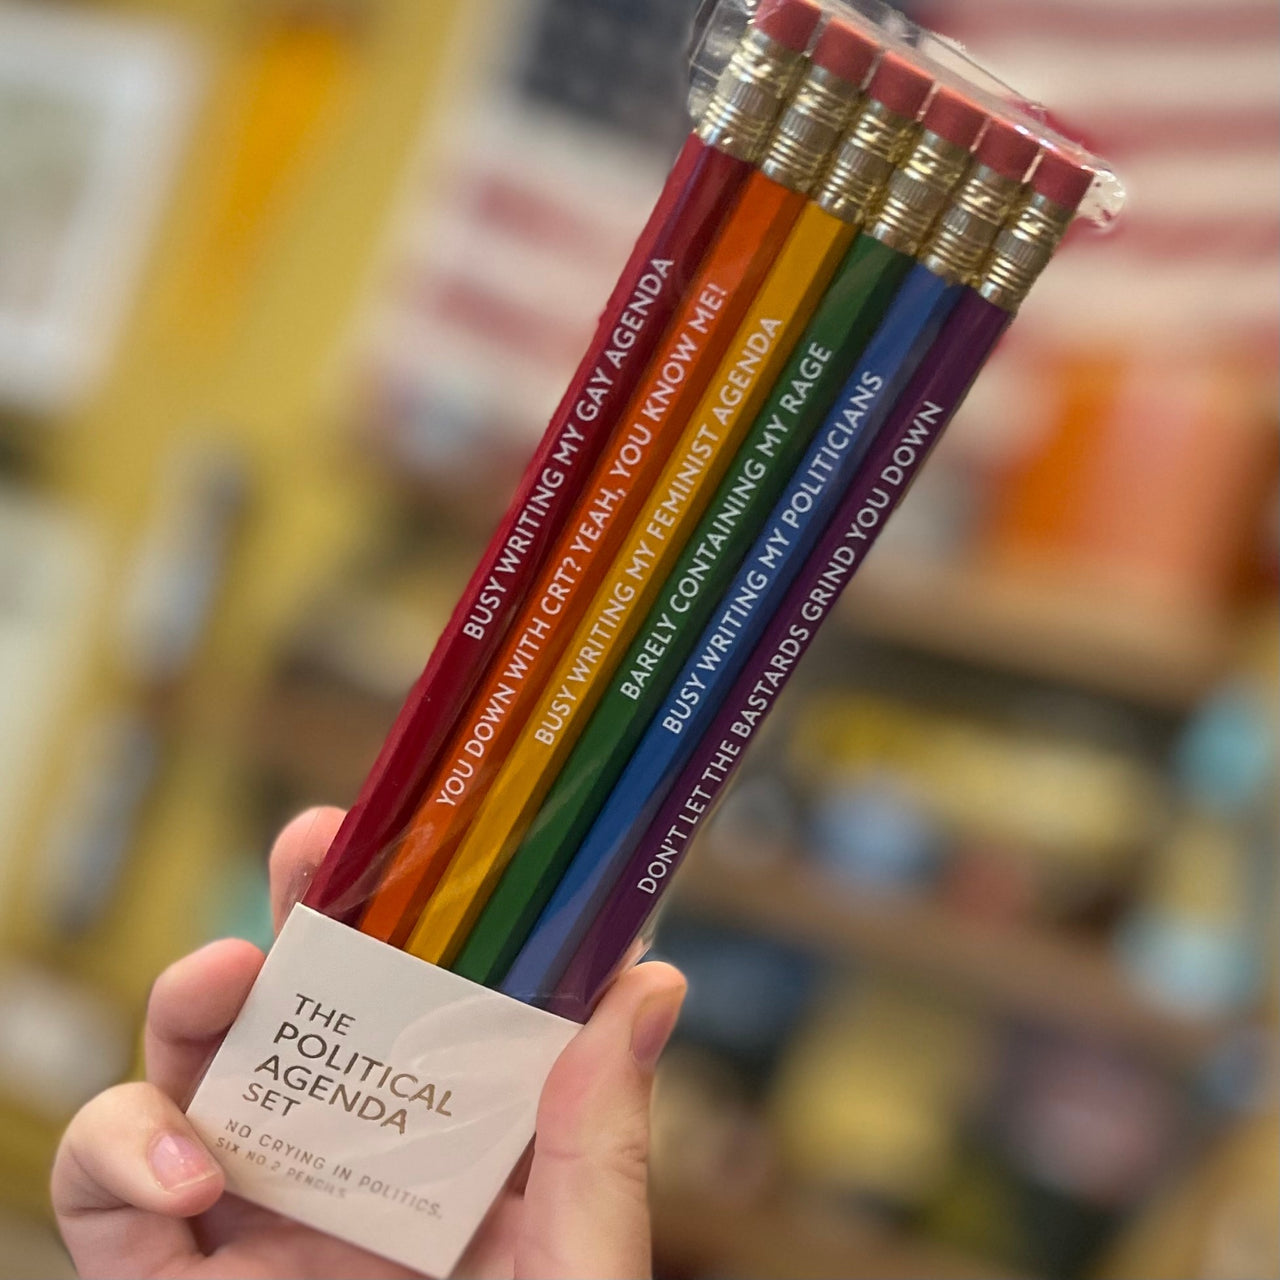 BUSY WRITING MY GAY AGENDA
YOU DOWN WITH CRT? YEAH, YOU KNOW ME!
BUSY WRITING MY FEMINIST AGENDA
BARELY CONTAINING MY RAGE
BUSY WRITING MY POLITICIANS
DON'T LET THE BASTARDS GRIND YOU DOWN
THE
POLITICAL
AGENDA
SET
NO CRYING IN POLITICS.
SIX NO.2 PENCILS